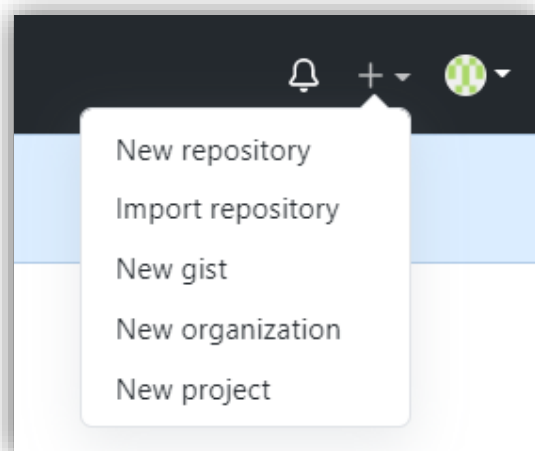 New repository
Import repository
New gist
New organization
New project